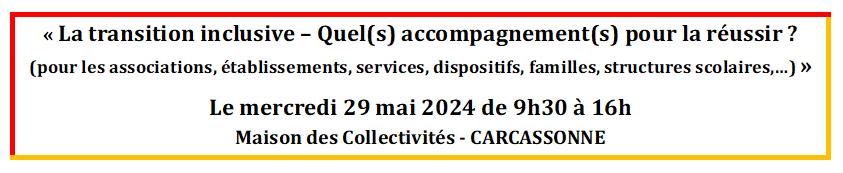 « La transition inclusive – Quel(s) accompagnement(s) pour la réussir ?
(pour les associations, établissements, services, dispositifs, familles, structures scolaires,…) »
Le mercredi 29 mai 2024 de 9h30 à 16h
Maison des Collectivités - CARCASSONNE